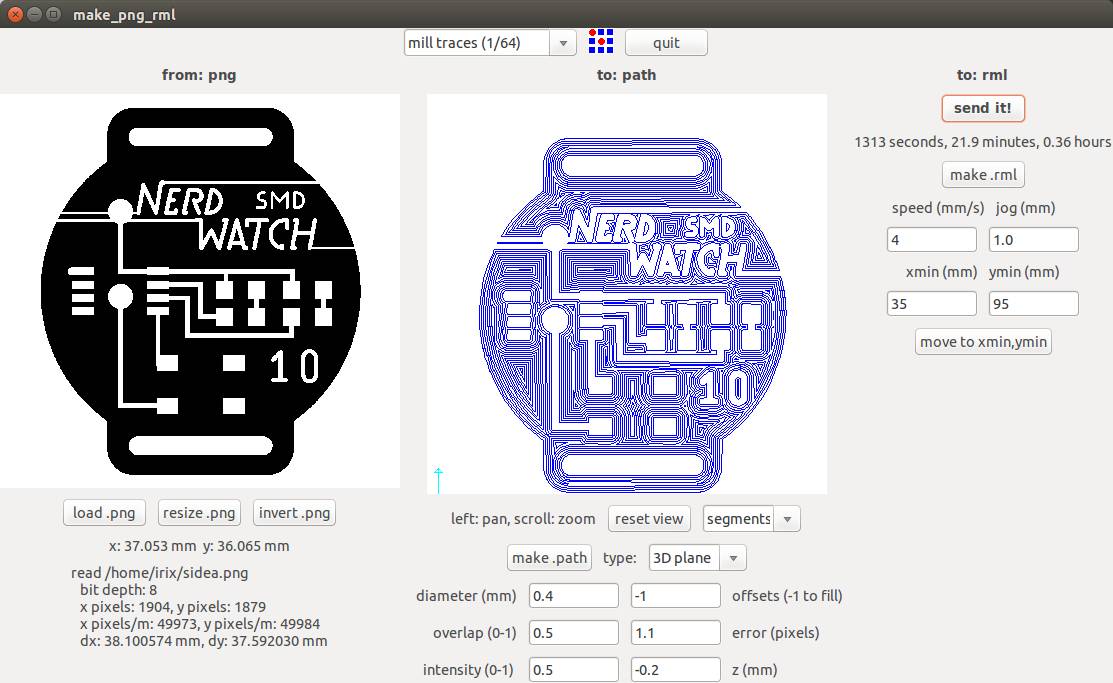 make_png_rml
mill traces (1/64)
quit
from: png
NERD SMD
WATCH
10
load .png
resize .png
invert .png
x: 37.053 mm y: 36.065 mm
read /home/irix/sidea.png
bit depth: 8
x pixels: 1904, y pixels: 1879
x pixels/m: 49973, y pixels/m: 49984
dx: 38.100574 mm, dy: 37.592030 mm
to: path
NERD SMD
WATCH
10
left: pan, scroll: zoom
reset view
segments
make .path
type:
3D plane
diameter (mm) 0.4 -1 offsets (-1 to fill)
overlap (0-1) 0.5 1.1 error (pixels)
intensity (0-1) 0.5 -0.2 z (mm)
to: rml
send it!
1313 seconds, 21.9 minutes, 0.36 hours
make .rml
speed (mm/s) jog (mm)
4 1.0
xmin (mm) ymin (mm)
35 95
move to xmin,ymin